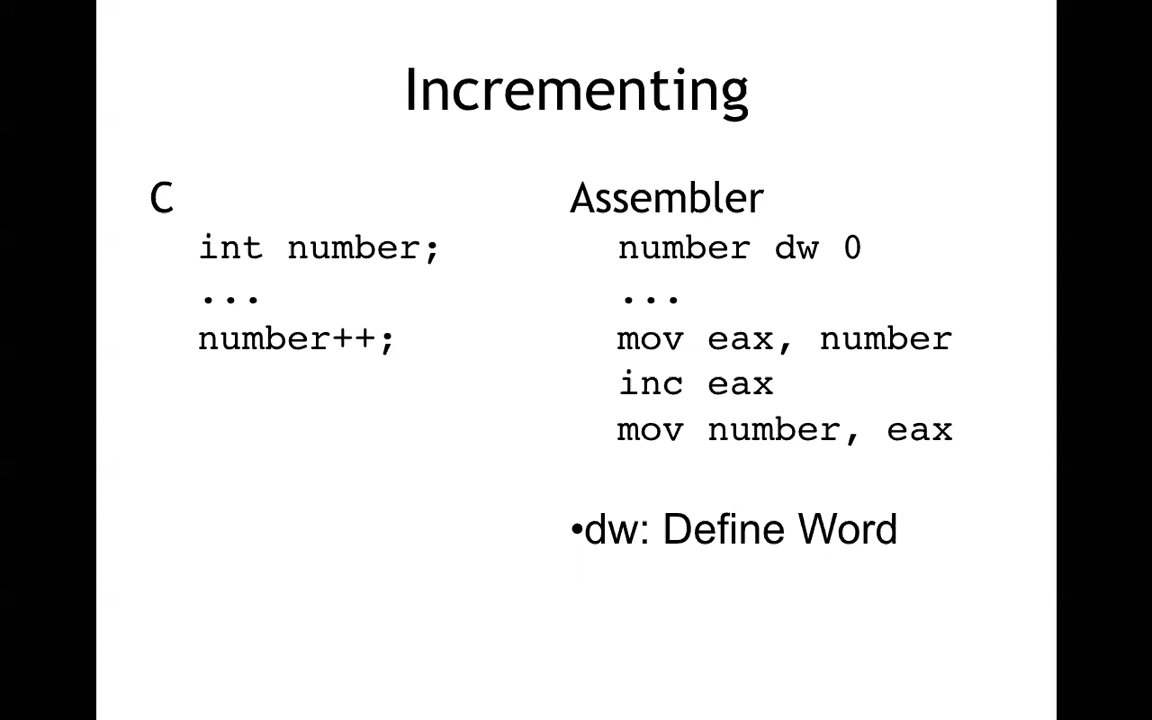 Incrementing
C
int number;
...
number++;
Assembler
number dw 0
...
mov eax, number
inc eax
mov number, eax
•dw: Define Word